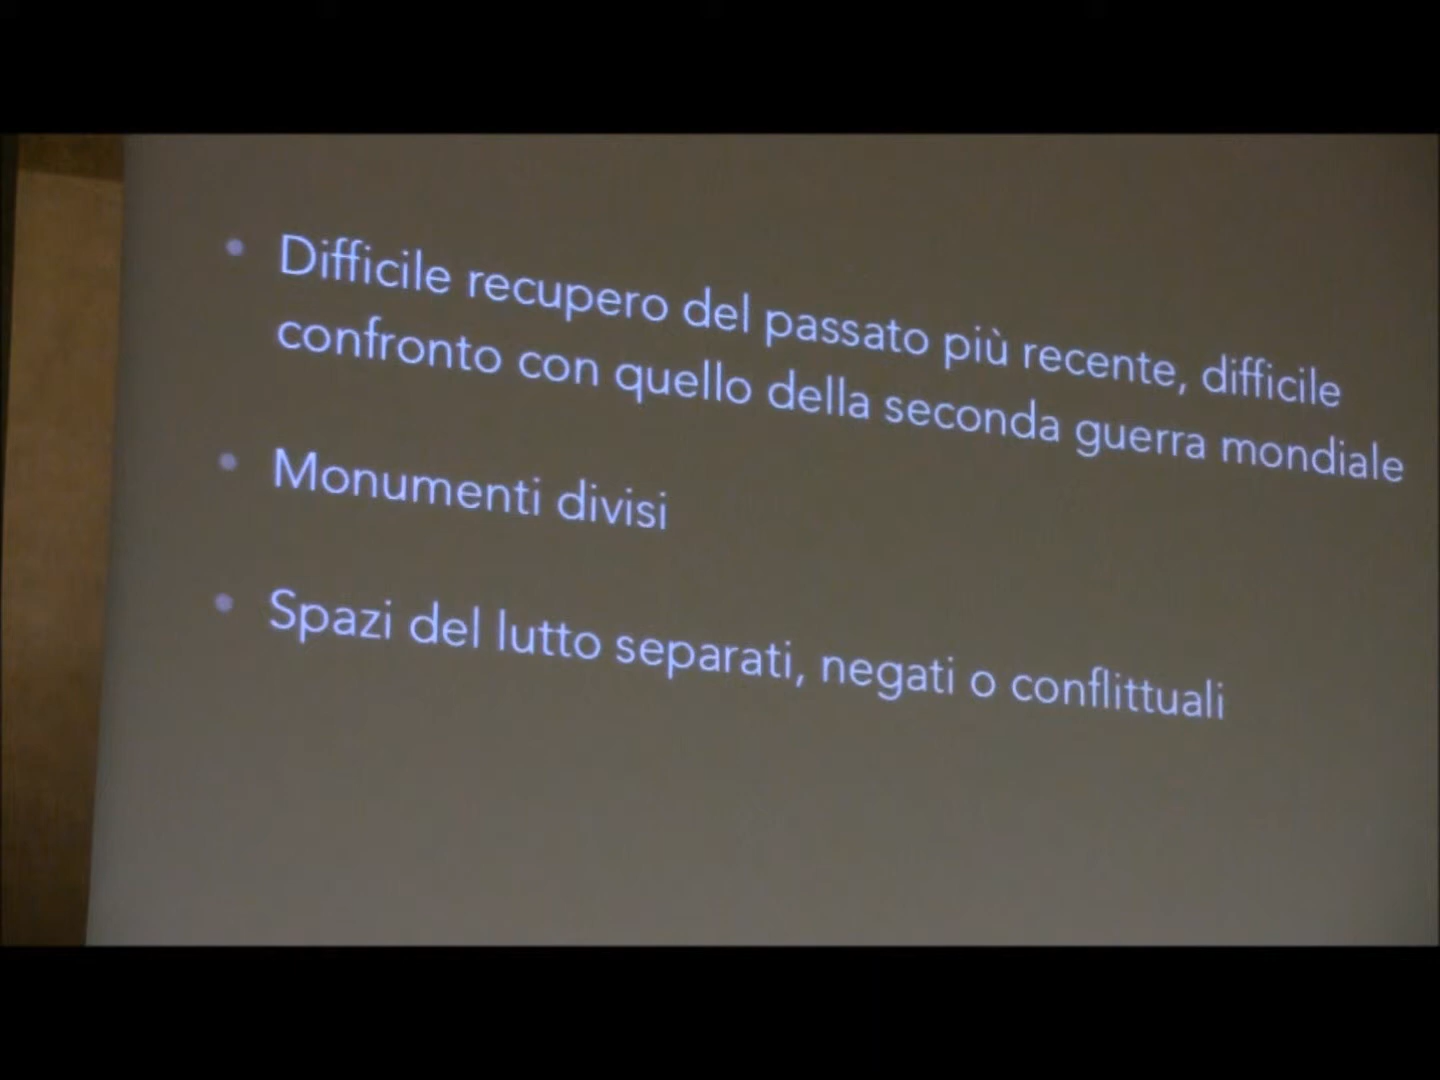 • Difficile recupero del passato più recente, difficile
confronto con quello della seconda guerra mondiale
• Monumenti divisi
• Spazi del lutto separati, negati o conflittuali